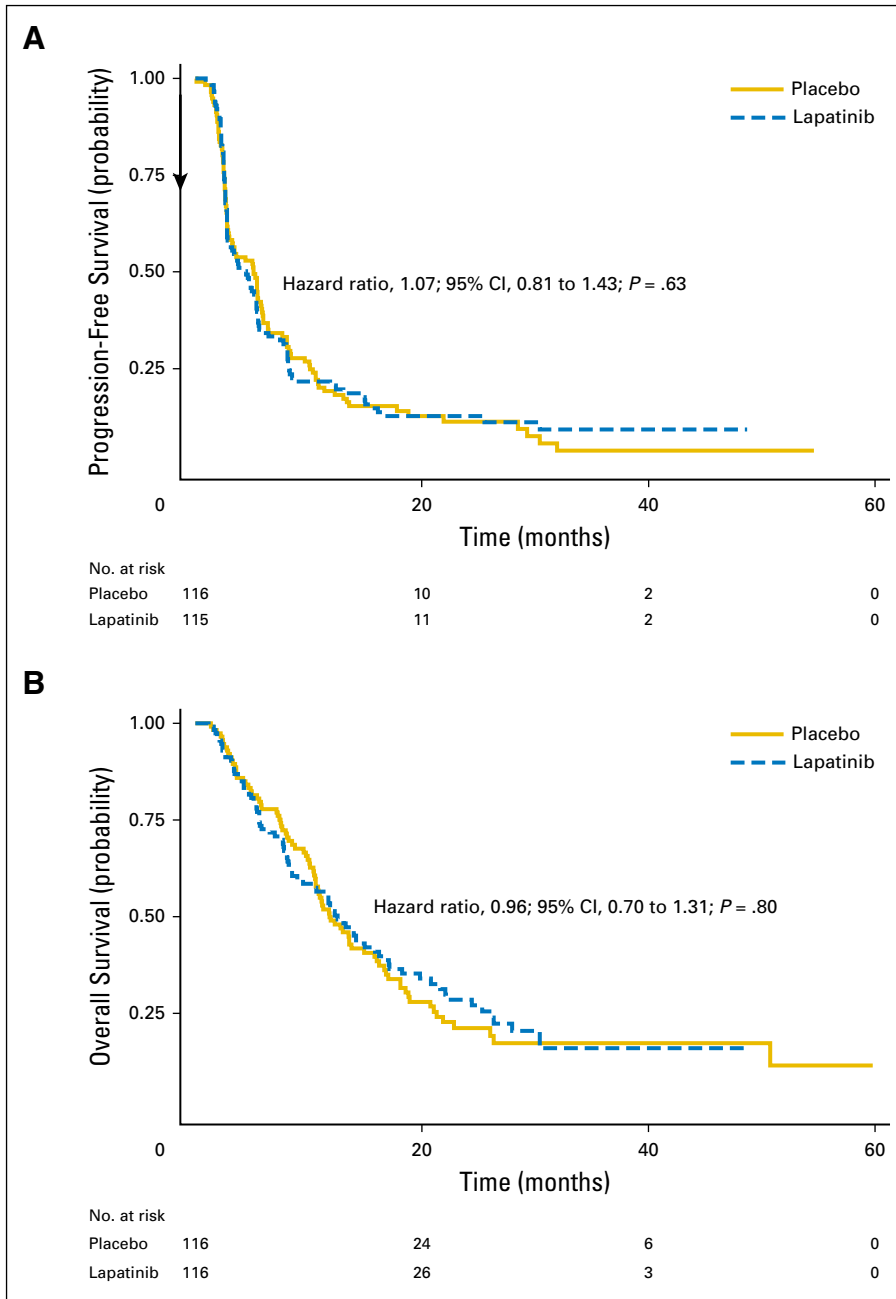 A
Progression-Free Survival (probability)
1.00
0.75
0.50
0.25
Placebo
Lapatinib
Hazard ratio, 1.07; 95% CI, 0.81 to 1.43; P = .63
0 20 40 60
Time (months)
No. at risk
Placebo 116 10 2 0
Lapatinib 115 11 2 0
B
Overall Survival (probability)
1.00
0.75
0.50
0.25
Placebo
Lapatinib
Hazard ratio, 0.96; 95% CI, 0.70 to 1.31; P = .80
0 20 40 60
Time (months)
No. at risk
Placebo 116 24 6 0
Lapatinib 116 26 3 0